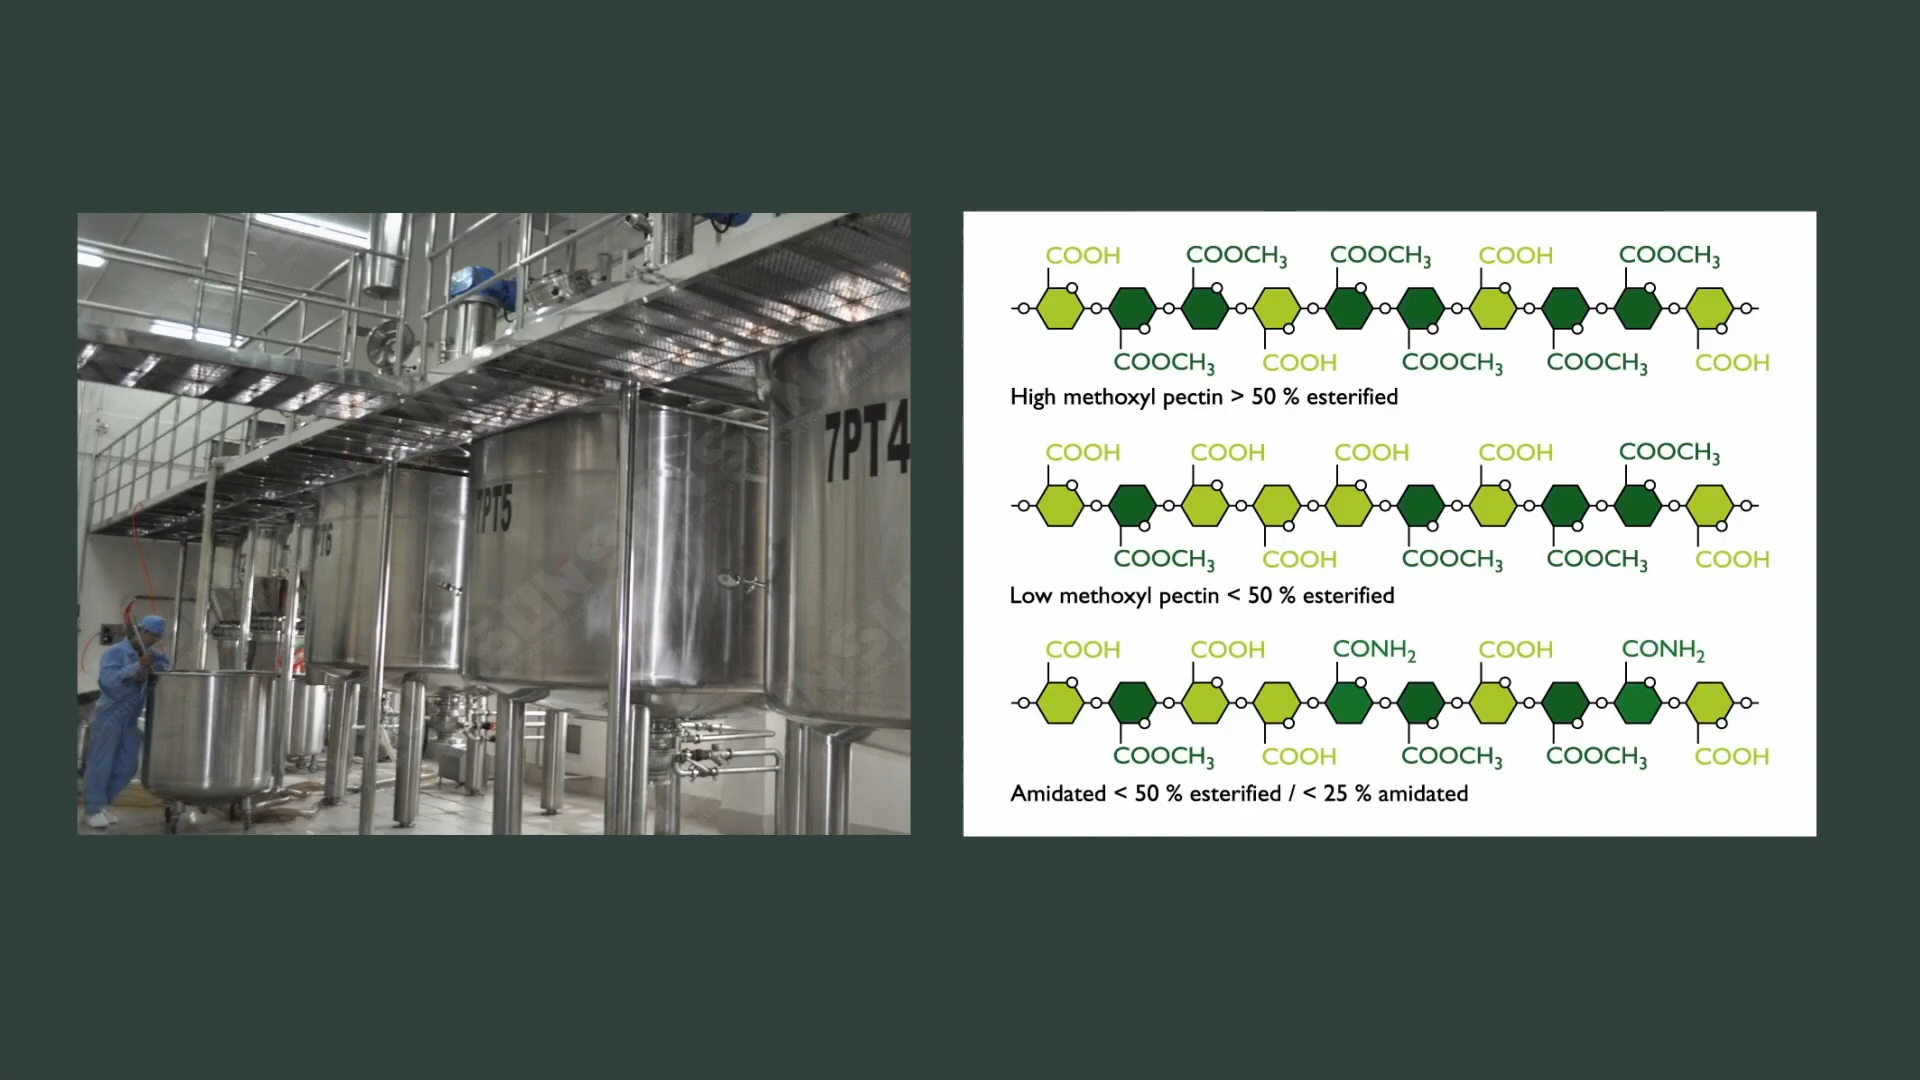 7PT4
7PT5
SUNS
COOH COOCH₃ COOCH₃ COOH COOCH₃
COOCH₃ COOH COOCH₃ COOCH₃ COOH
High methoxyl pectin > 50 % esterified
COOH COOH COOH COOH COOCH₃
COOCH₃ COOH COOCH₃ COOCH₃ COOH
Low methoxyl pectin < 50 % esterified
COOH COOH CONH₂ COOH CONH₂
COOCH₃ COOH COOCH₃ COOCH₃ COOH
Amidated < 50 % esterified / < 25 % amidated